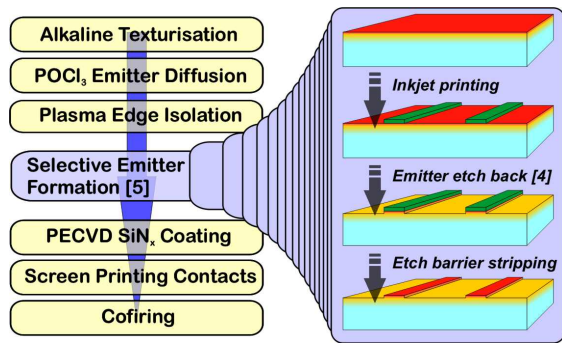 Alkaline Texturisation
POCl₃ Emitter Diffusion
Plasma Edge Isolation
Selective Emitter
Formation [5]
PECVD SiNₓ Coating
Screen Printing Contacts
Cofiring
Inkjet printing
Emitter etch back [4]
Etch barrier stripping